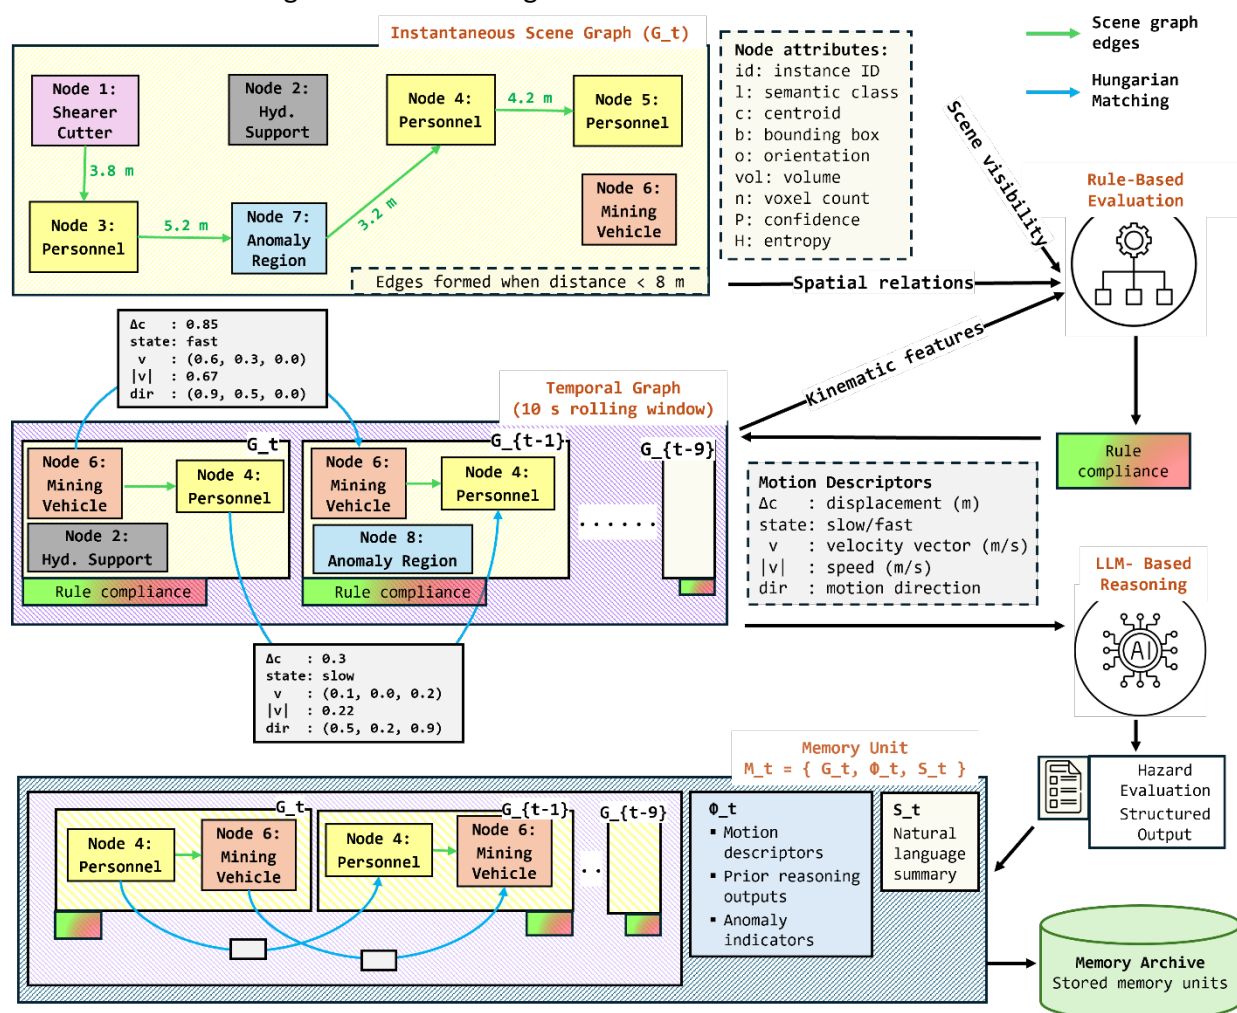 Instantaneous Scene Graph (G_t)
Node 1:
Shearer
Cutter
Node 2:
Hyd.
Support
Node 4:
Personnel
4.2 m
Node 5:
Personnel
3.8 m
Node 3:
Personnel
5.2 m
Node 7:
Anomaly
Region
3.2 m
Node 6:
Mining
Vehicle
Edges formed when distance < 8 m
Node attributes:
id: instance ID
l: semantic class
c: centroid
b: bounding box
o: orientation
vol: volume
n: voxel count
P: confidence
H: entropy
Scene graph
edges
Hungarian
Matching
Scene visibility
Spatial relations
Kinematic features
Rule-Based
Evaluation
Rule
compliance
Δc : 0.85
state: fast
v : (0.6, 0.3, 0.0)
|v| : 0.67
dir : (0.9, 0.5, 0.0)
Temporal Graph
(10 s rolling window)
G_t
Node 6:
Mining
Vehicle
Node 4:
Personnel
Node 2:
Hyd. Support
Rule compliance
G_{t-1}
Node 6:
Mining
Vehicle
Node 4:
Personnel
Node 8:
Anomaly Region
Rule compliance
......
G_{t-9}
Motion Descriptors
Δc : displacement (m)
state: slow/fast
v : velocity vector (m/s)
|v| : speed (m/s)
dir : motion direction
Δc : 0.3
state: slow
v : (0.1, 0.0, 0.2)
|v| : 0.22
dir : (0.5, 0.2, 0.9)
LLM- Based
Reasoning
AI
Hazard
Evaluation
Structured
Output
Memory Unit
M_t = { G_t, Φ_t, S_t }
G_t
Node 4:
Personnel
Node 6:
Mining
Vehicle
G_{t-1}
Node 4:
Personnel
Node 6:
Mining
Vehicle
..
G_{t-9}
Φ_t
▪ Motion
descriptors
▪ Prior reasoning
outputs
▪ Anomaly
indicators
S_t
Natural
language
summary
Memory Archive
Stored memory units